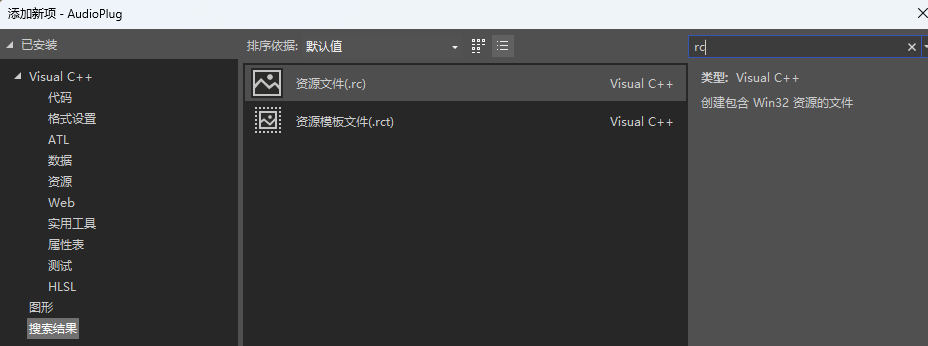 添加新项 - AudioPlug
已安装
排序依据: 默认值
rc
Visual C++
代码
格式设置
ATL
数据
资源
Web
实用工具
属性表
测试
HLSL
图形
搜索结果
资源文件(.rc) Visual C++
资源模板文件(.rct) Visual C++
类型: Visual C++
创建包含 Win32 资源的文件